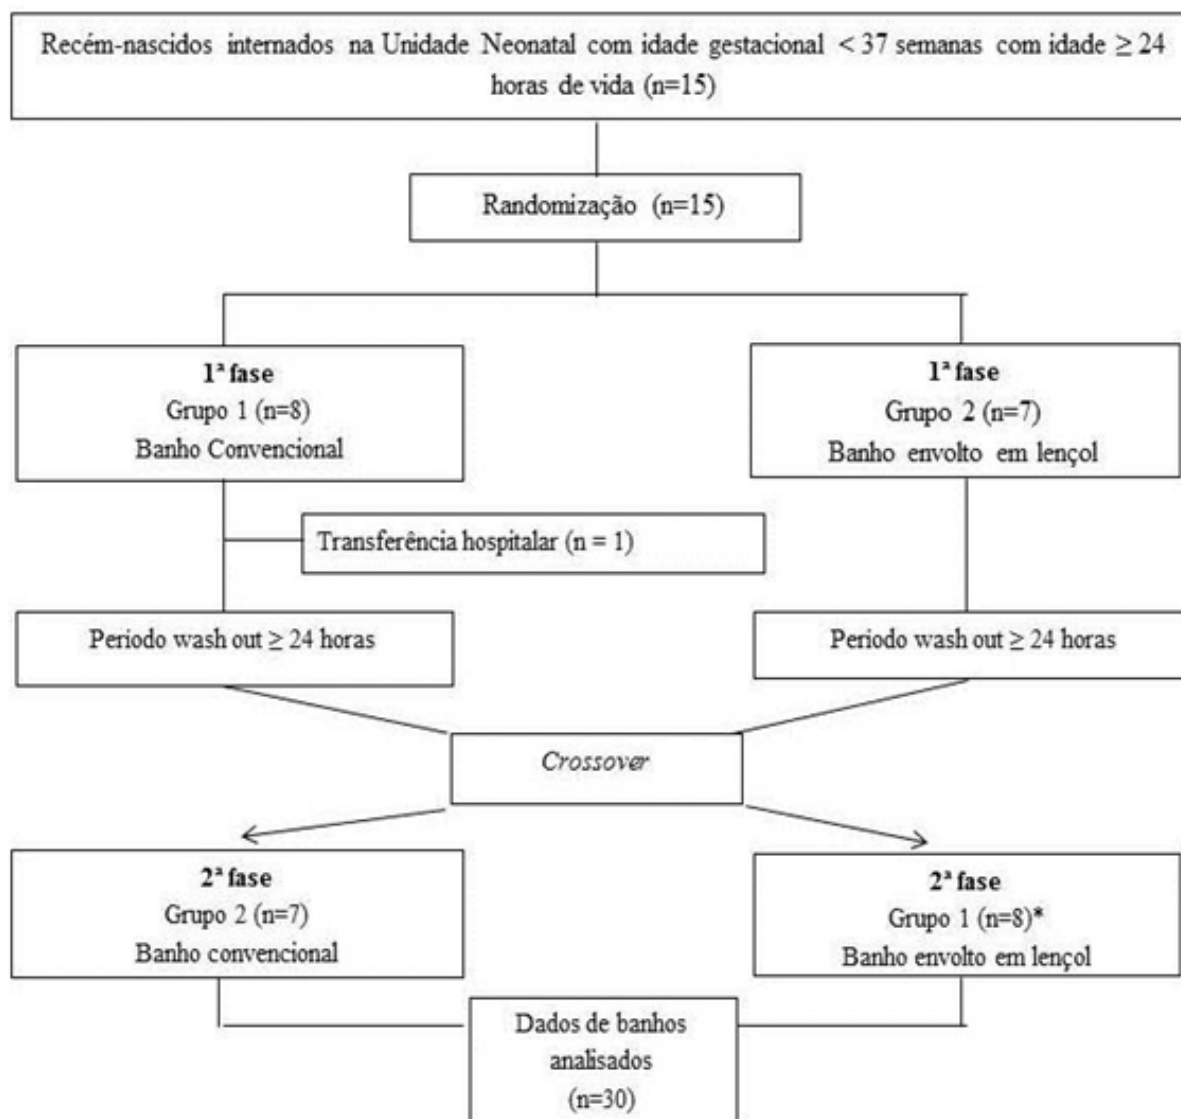 Recém-nascidos internados na Unidade Neonatal com idade gestacional < 37 semanas com idade ≥ 24
horas de vida (n=15)
Randomização (n=15)
1ª fase
Grupo 1 (n=8)
Banho Convencional
1ª fase
Grupo 2 (n=7)
Banho envolto em lençol
Transferência hospitalar (n = 1)
Periodo wash out ≥ 24 horas
Periodo wash out ≥ 24 horas
Crossover
2ª fase
Grupo 2 (n=7)
Banho convencional
2ª fase
Grupo 1 (n=8)*
Banho envolto em lençol
Dados de banhos
analisados
(n=30)